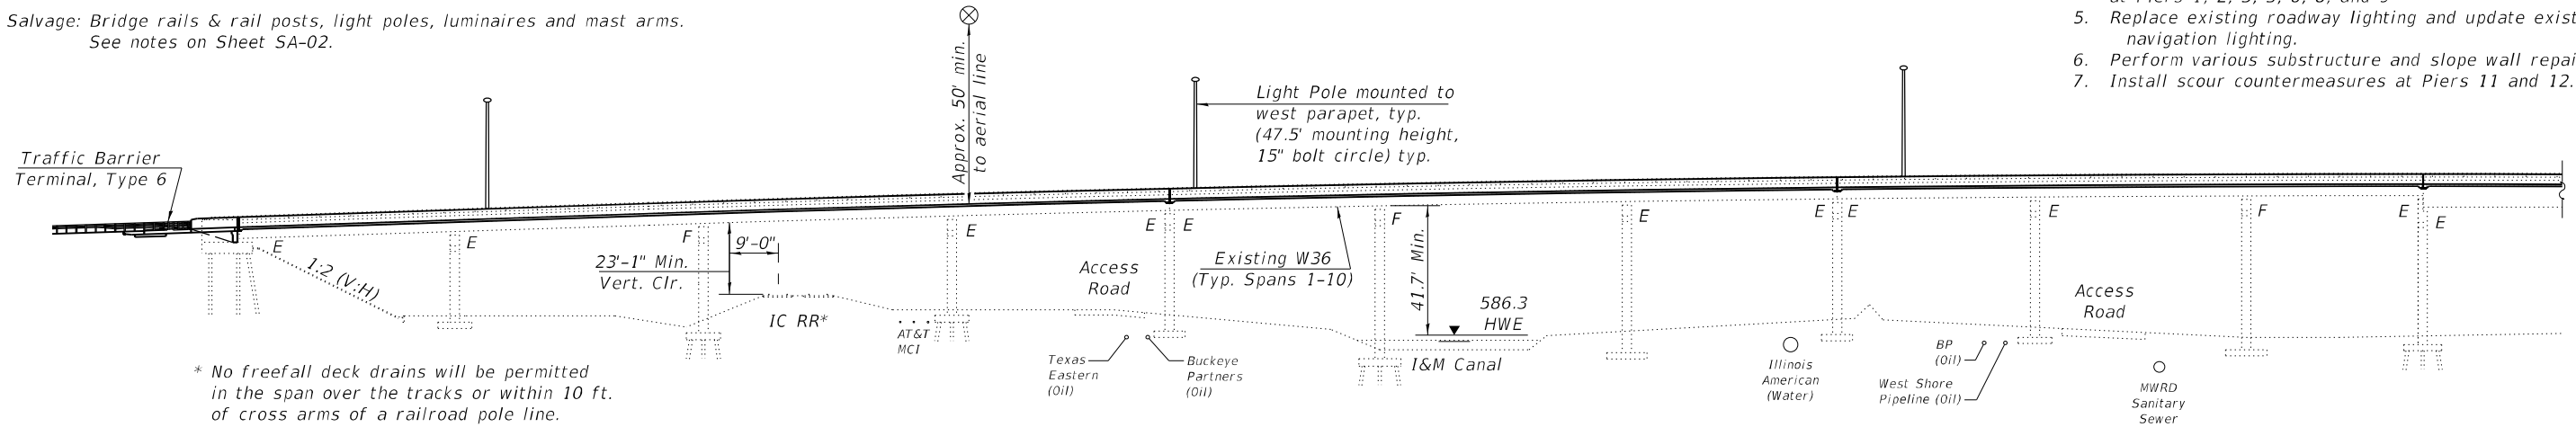 Salvage: Bridge rails & rail posts, light poles, luminaires and mast arms.
See notes on Sheet SA-02.
5. Replace existing roadway lighting and update exist
navigation lighting.
6. Perform various substructure and slope wall repai
7. Install scour countermeasures at Piers 11 and 12.
Approx. 50' min.
to aerial line
Light Pole mounted to
west parapet, typ.
(47.5' mounting height,
15" bolt circle) typ.
Traffic Barrier
Terminal, Type 6
E
E
F
E
E E
F
E
E E
E
F
E
E
1:2 (V:H)
23'-1" Min.
Vert. Clr.
9'-0"
IC RR*
AT&T
MCI
Access
Road
Existing W36
(Typ. Spans 1-10)
41.7' Min.
586.3
HWE
I&M Canal
Access
Road
Texas
Eastern
(Oil)
Buckeye
Partners
(Oil)
Illinois
American
(Water)
BP
(Oil)
West Shore
Pipeline (Oil)
MWRD
Sanitary
Sewer
* No freefall deck drains will be permitted
in the span over the tracks or within 10 ft.
of cross arms of a railroad pole line.